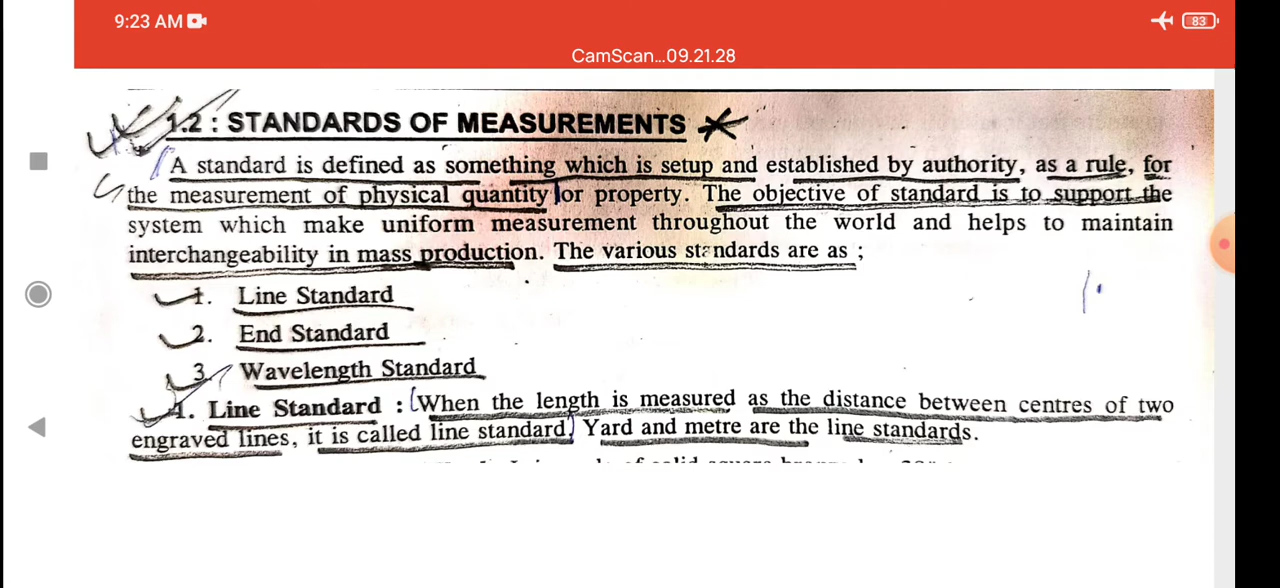 9:23 AM
83
CamScan...09.21.28
1.2 : STANDARDS OF MEASUREMENTS
A standard is defined as something which is setup and established by authority, as a rule, for
the measurement of physical quantity or property. The objective of standard is to support the
system which make uniform measurement throughout the world and helps to maintain
interchangeability in mass production. The various standards are as ;
1. Line Standard
2. End Standard
3. Wavelength Standard
1. Line Standard : (When the length is measured as the distance between centres of two
engraved lines, it is called line standard) Yard and metre are the line standards.